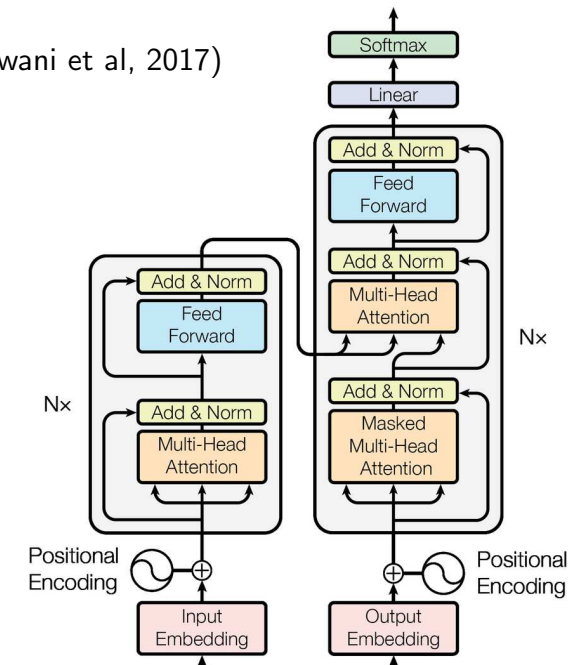 wani et al, 2017)
Softmax
Linear
Add & Norm
Feed
Forward
Add & Norm
Multi-Head
Attention
Nx
Add & Norm
Masked
Multi-Head
Attention
Positional
Encoding
Output
Embedding
Add & Norm
Feed
Forward
Nx
Add & Norm
Multi-Head
Attention
Positional
Encoding
Input
Embedding